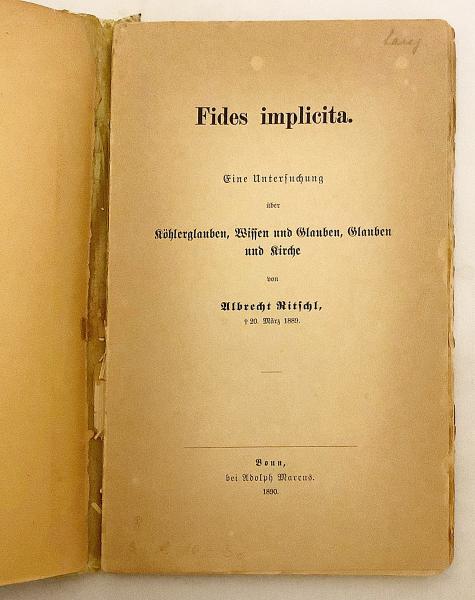 Fides implicita.
Eine Untersuchung
über
Köhlerglauben, Wissen und Glauben, Glauben
und Kirche
von
Albrecht Ritschl,
† 20. März 1889.
Bonn,
bei Adolph Marcus.
1890.